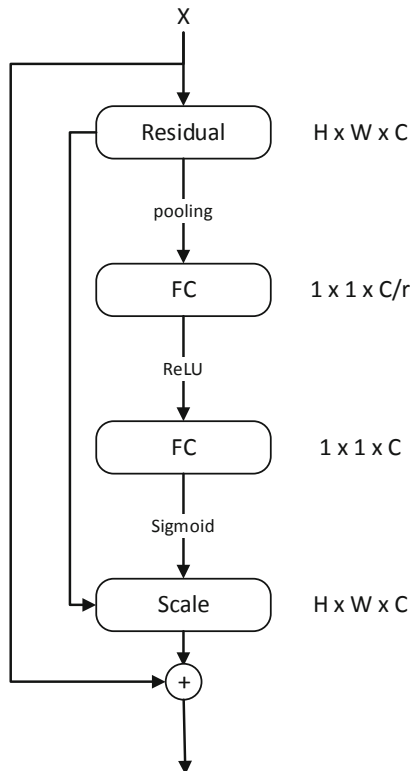 X
Residual H x W x C
pooling
FC 1 x 1 x C/r
ReLU
FC 1 x 1 x C
Sigmoid
Scale H x W x C
+